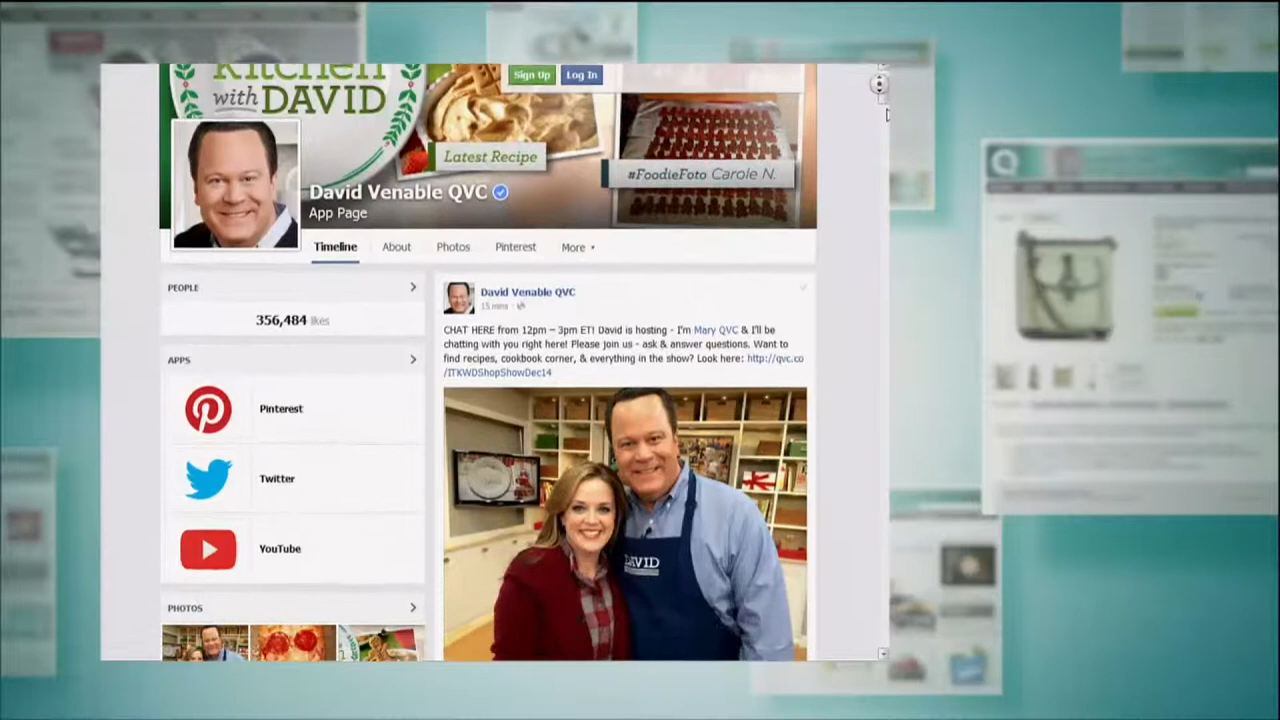 Kitchen
with DAVID
Sign Up
Log In
Latest Recipe
#FoodieFoto Carole N.
David Venable QVC
App Page
Timeline
About
Photos
Pinterest
More
PEOPLE
356,484 likes
APPS
Pinterest
Twitter
YouTube
PHOTOS
David Venable QVC
15 mins
CHAT HERE from 12pm – 3pm ET! David is hosting - I'm Mary QVC & I'll be
chatting with you right here! Please join us - ask & answer questions. Want to
find recipes, cookbook corner, & everything in the show? Look here: http://qvc.co
/ITKWDShopShowDec14
DAVID